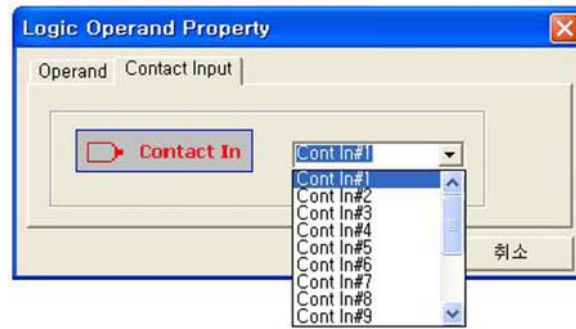 Logic Operand Property
Operand Contact Input
Contact In
Cont In#1
Cont In#1
Cont In#2
Cont In#3
Cont In#4
Cont In#5
Cont In#6
Cont In#7
Cont In#8
Cont In#9
취소